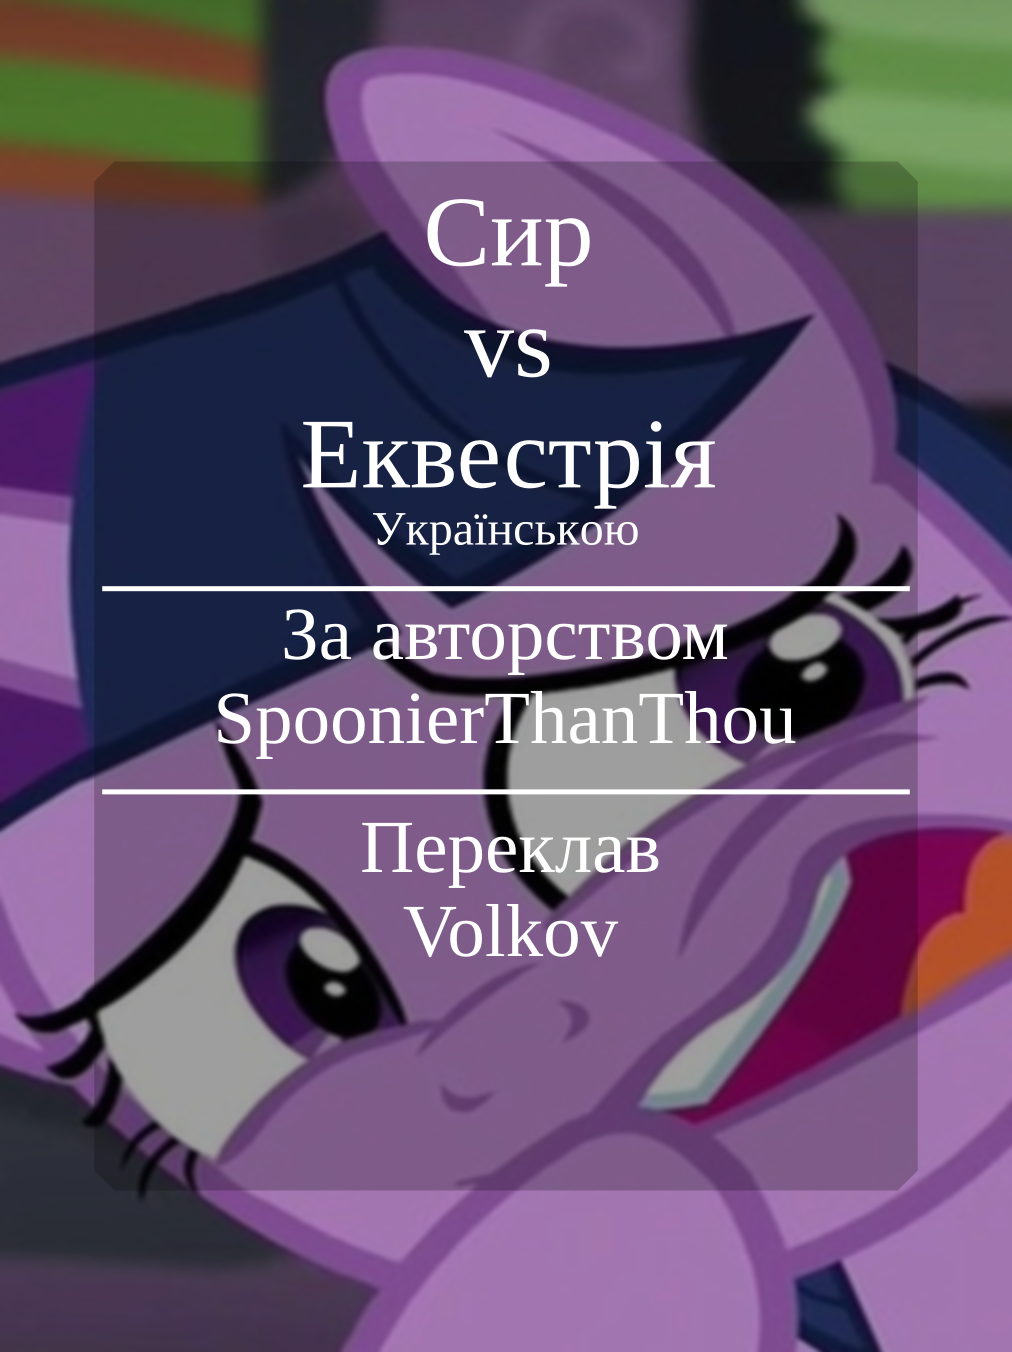 Сир
vs
Еквестрія
Українською
За авторством
SpoonierThanThou
Переклав
Volkov